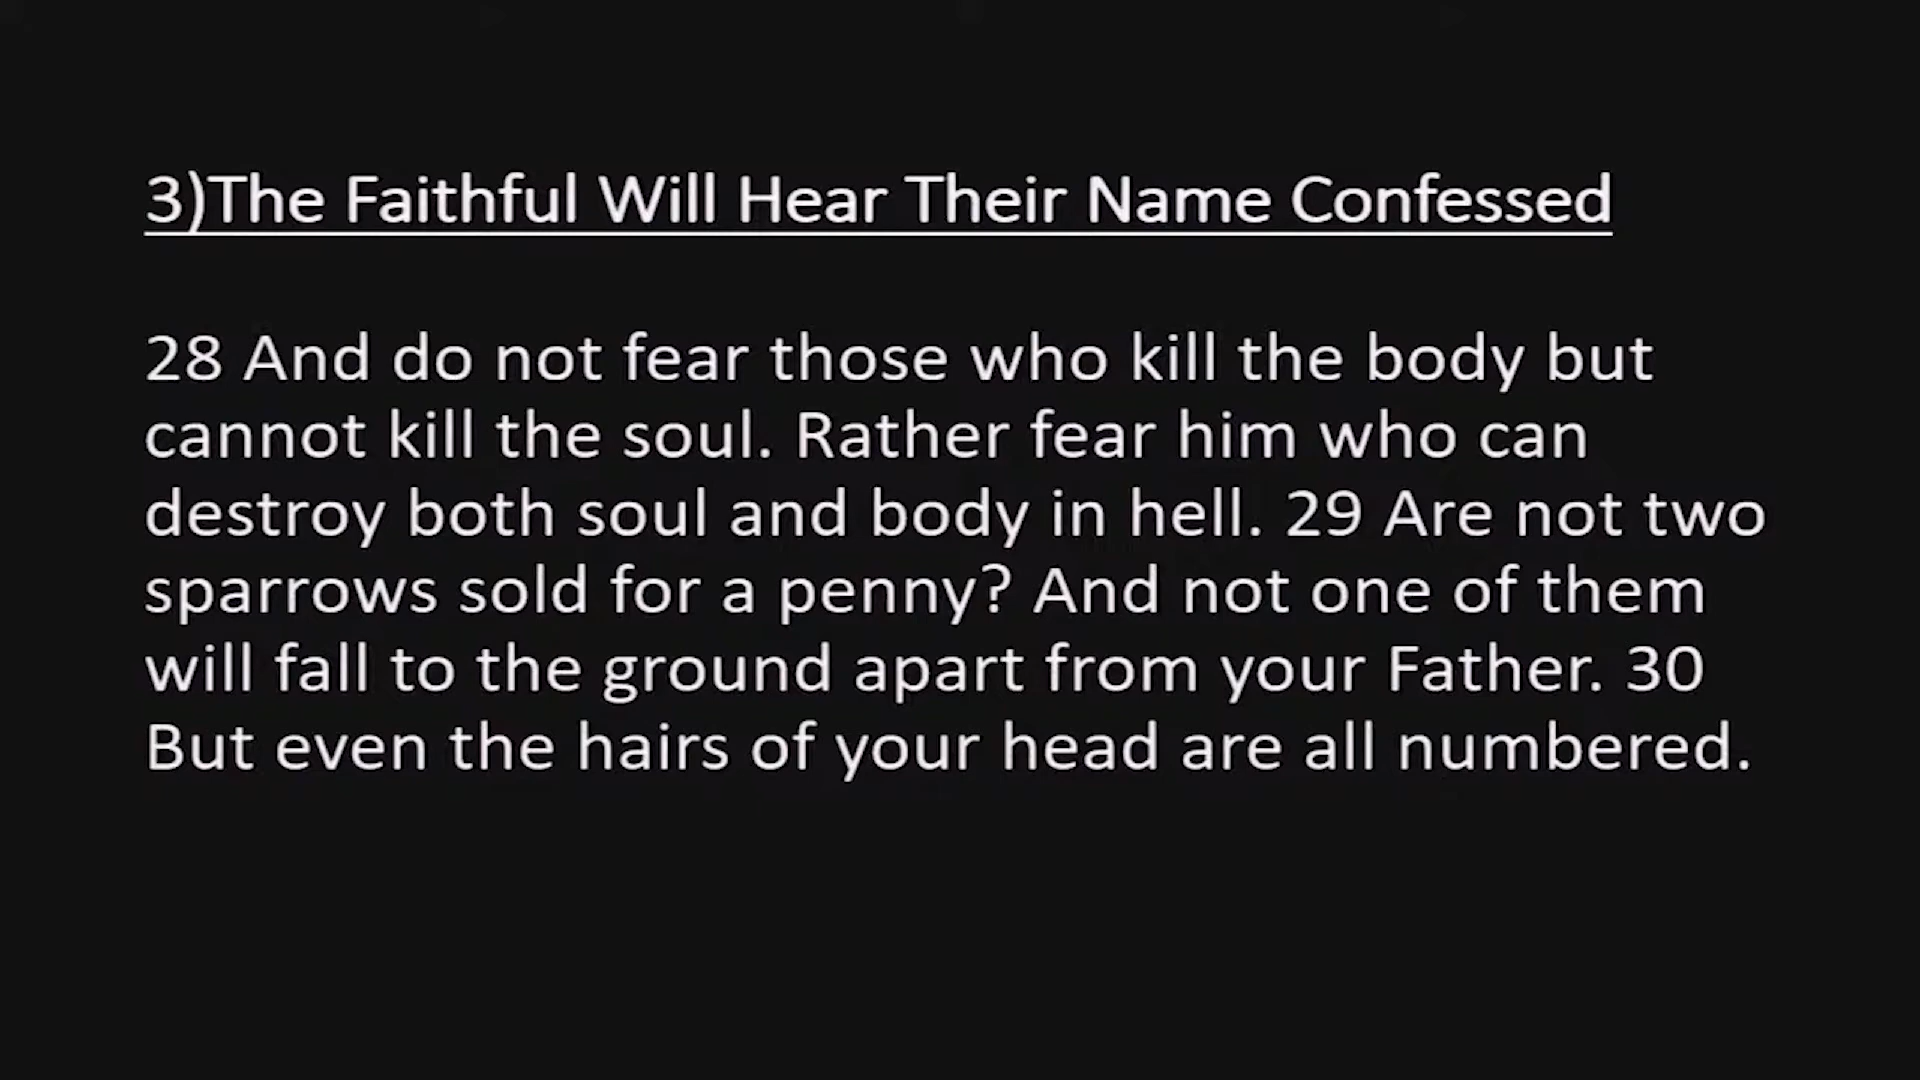 3)The Faithful Will Hear Their Name Confessed
28 And do not fear those who kill the body but
cannot kill the soul. Rather fear him who can
destroy both soul and body in hell. 29 Are not two
sparrows sold for a penny? And not one of them
will fall to the ground apart from your Father. 30
But even the hairs of your head are all numbered.